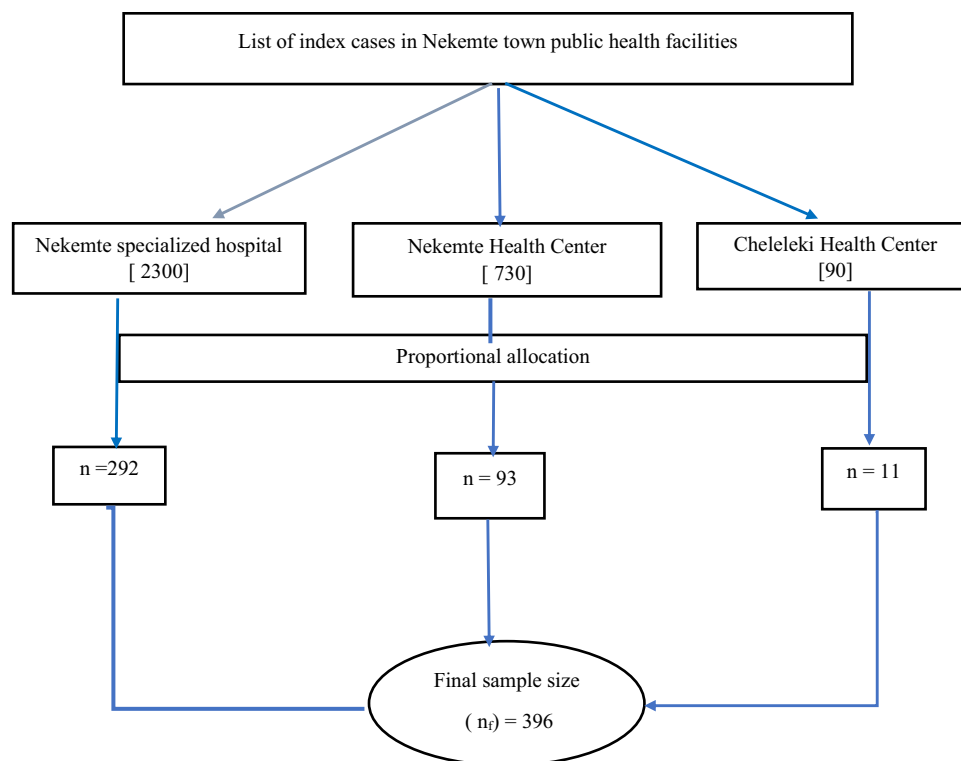 List of index cases in Nekemte town public health facilities
Nekemte specialized hospital
[ 2300]
Nekemte Health Center
[ 730]
Cheleleki Health Center
[90]
Proportional allocation
n =292
n = 93
n = 11
Final sample size
( nf) = 396